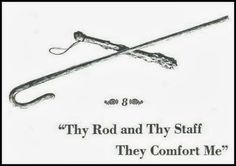 8
“Thy Rod and Thy Staff
They Comfort Me”